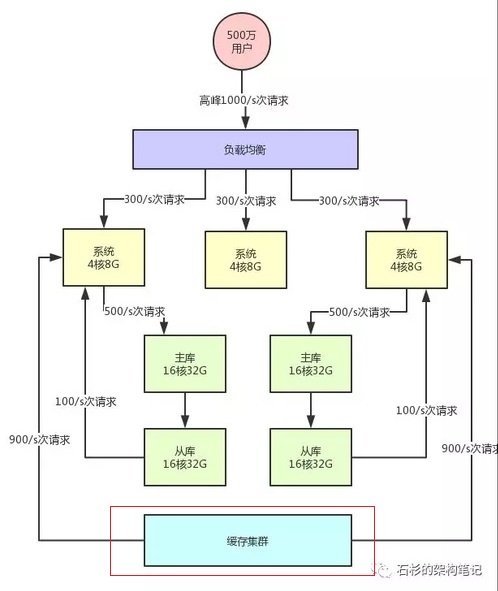 500万
用户
高峰1000/s次请求
负载均衡
300/s次请求
300/s次请求
300/s次请求
系统
4核8G
系统
4核8G
系统
4核8G
500/s次请求
500/s次请求
主库
16核32G
主库
16核32G
100/s次请求
100/s次请求
900/s次请求
900/s次请求
从库
16核32G
从库
16核32G
缓存集群
石杉的架构笔记